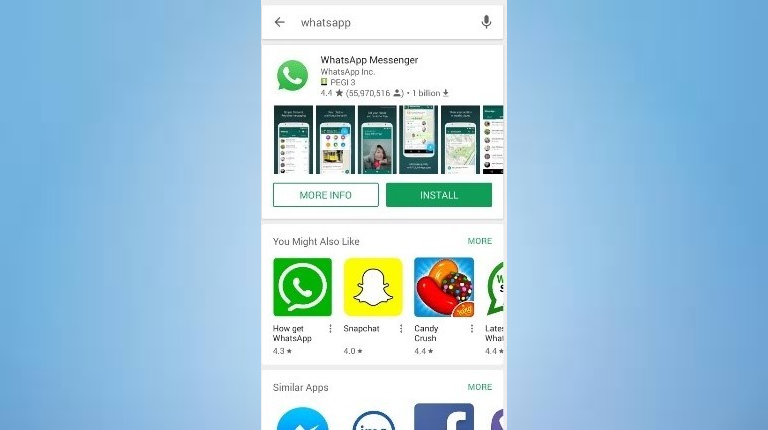 whatsapp
WhatsApp Messenger
WhatsApp Inc.
PEGI 3
4.4 ★ (55,970,516 ) • 1 billion
MORE INFO
INSTALL
You Might Also Like
MORE
How get
WhatsApp
4.3 ★
Snapchat
4.0 ★
Candy
Crush
4.4 ★
Lates
What
4.4 ★
Similar Apps
MORE
imo
f